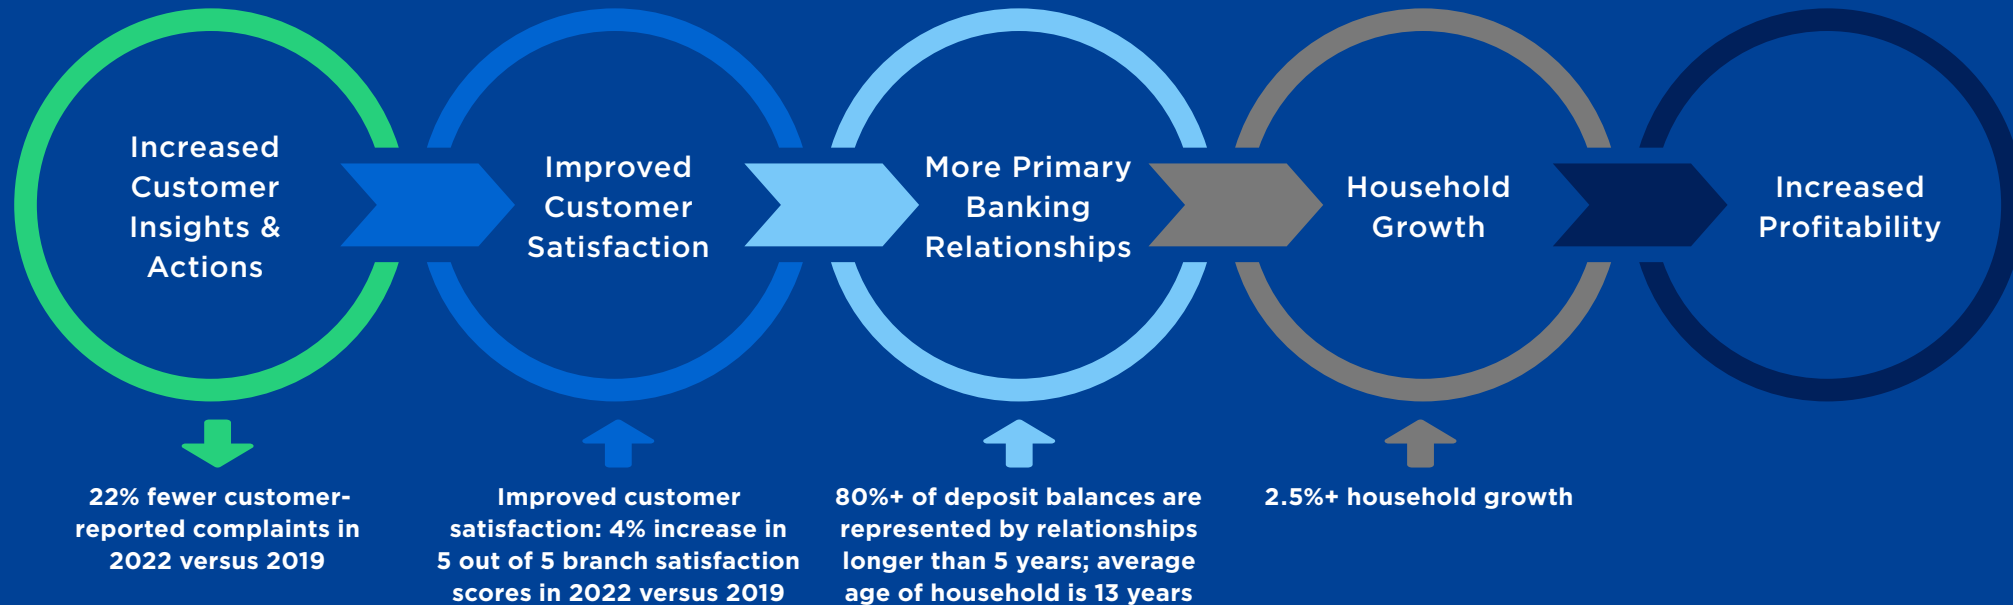 Increased
Customer
Insights &
Actions
Improved
Customer
Satisfaction
More Primary
Banking
Relationships
Household
Growth
Increased
Profitability
22% fewer customer-
reported complaints in
2022 versus 2019
Improved customer
satisfaction: 4% increase in
5 out of 5 branch satisfaction
scores in 2022 versus 2019
80%+ of deposit balances are
represented by relationships
longer than 5 years; average
age of household is 13 years
2.5%+ household growth